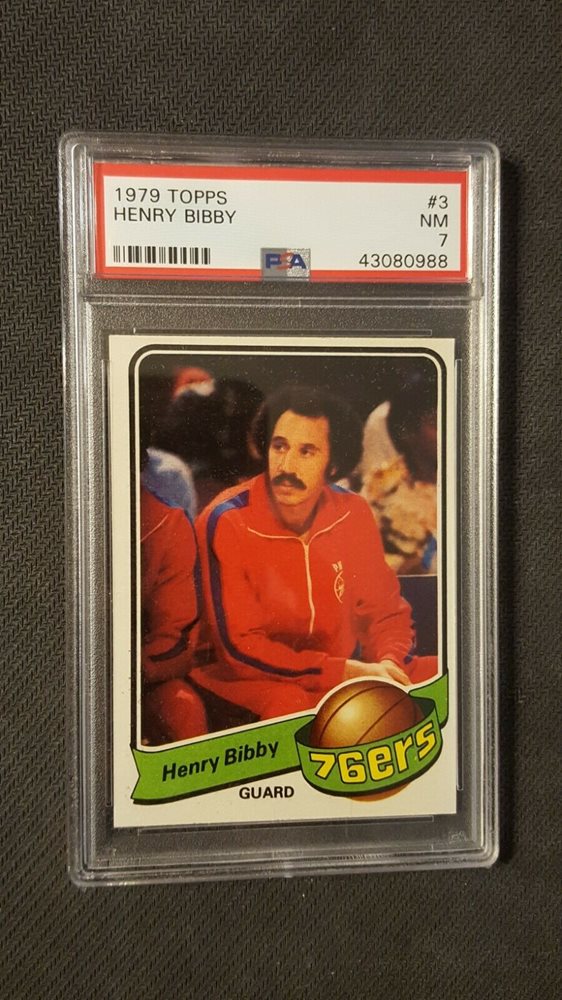 1979 TOPPS #3
HENRY BIBBY NM
7
PSA 43080988
Henry Bibby
76ers
GUARD